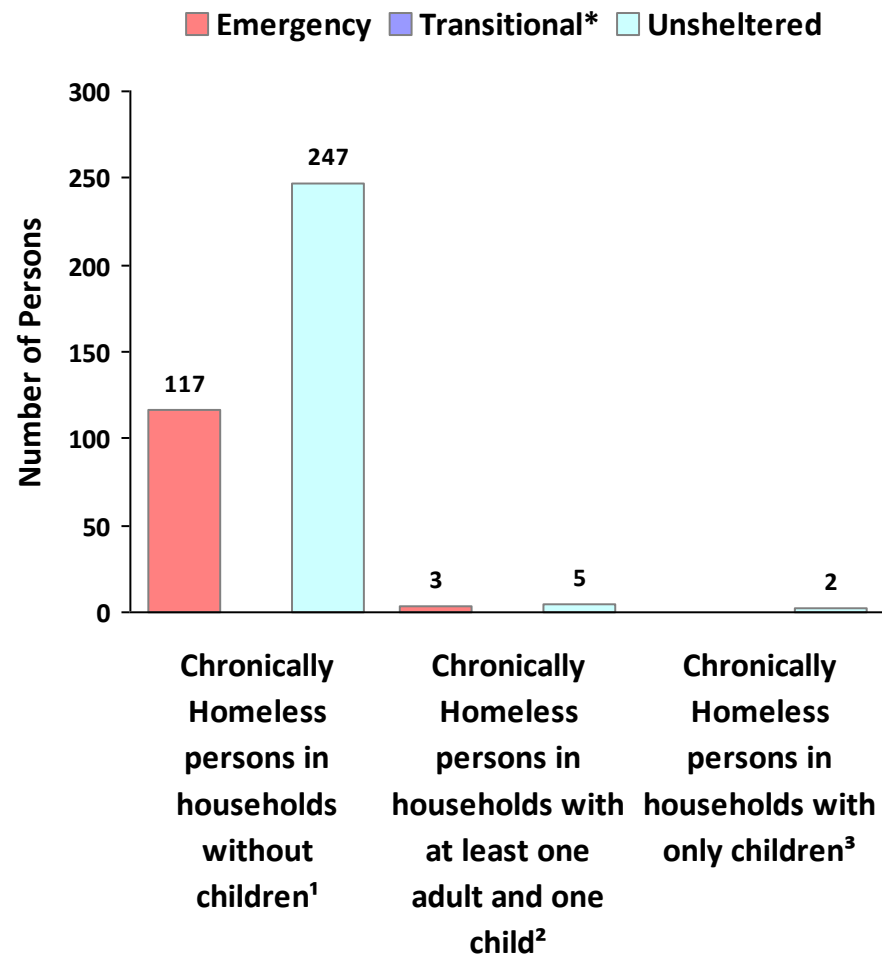 Emergency Transitional* Unsheltered
300
250
200
150
100
50
0
Number of Persons
247
117
3
5
2
Chronically
Homeless
persons in
households
without
children¹
Chronically
Homeless
persons in
households with
at least one
adult and one
child²
Chronically
Homeless
persons in
households with
only children³